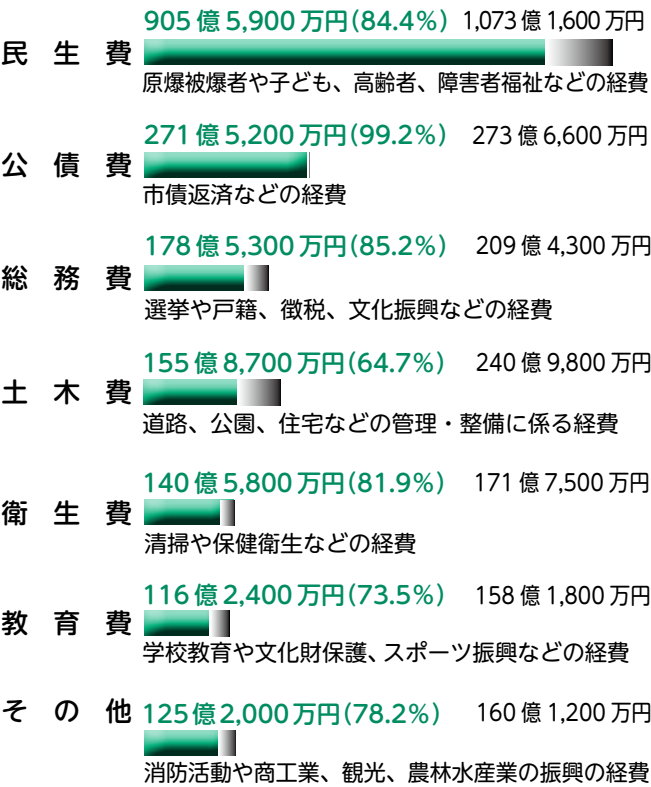 905億5,900万円(84.4%) 1,073億1,600万円
民生費
原爆被爆者や子ども、高齢者、障害者福祉などの経費
271億5,200万円(99.2%) 273億6,600万円
公債費
市債返済などの経費
178億5,300万円(85.2%) 209億4,300万円
総務費
選挙や戸籍、徴税、文化振興などの経費
155億8,700万円(64.7%) 240億9,800万円
土木費
道路、公園、住宅などの管理・整備に係る経費
140億5,800万円(81.9%) 171億7,500万円
衛生費
清掃や保健衛生などの経費
116億2,400万円(73.5%) 158億1,800万円
教育費
学校教育や文化財保護、スポーツ振興などの経費
その他 125億2,000万円(78.2%) 160億1,200万円
消防活動や商工業、観光、農林水産業の振興の経費